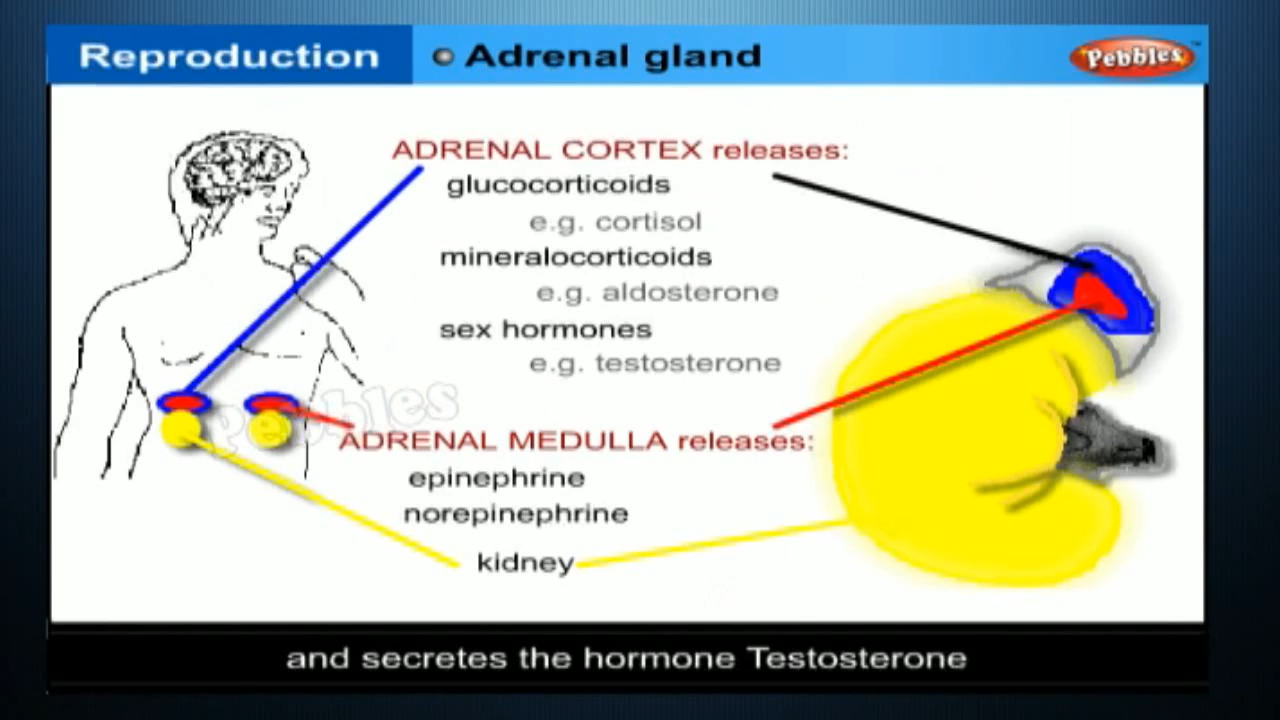 Reproduction
Adrenal gland
Pebbles™
ADRENAL CORTEX releases:
glucocorticoids
e.g. cortisol
mineralocorticoids
e.g. aldosterone
sex hormones
e.g. testosterone
Pebbles
ADRENAL MEDULLA releases:
epinephrine
norepinephrine
kidney
and secretes the hormone Testosterone